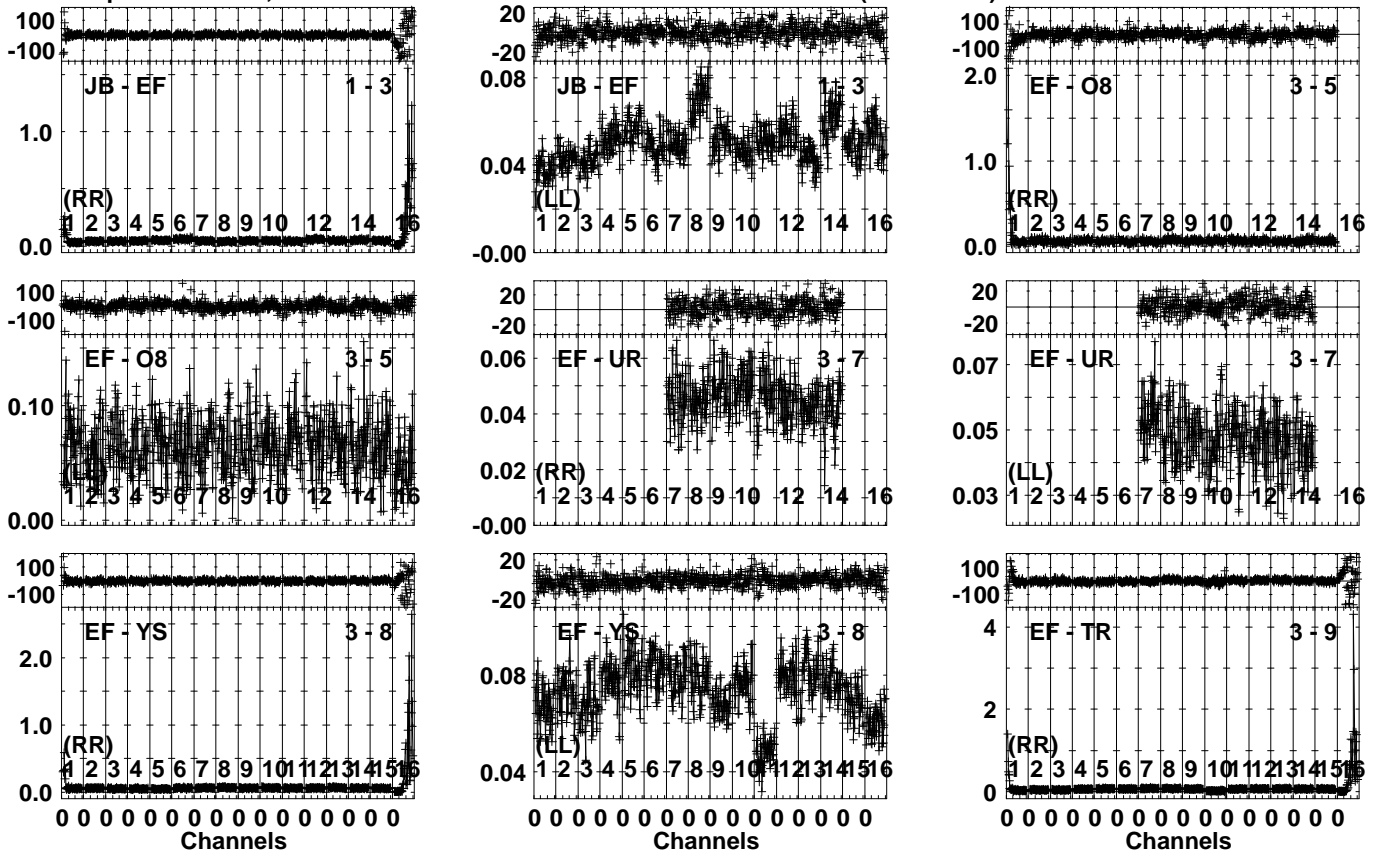 100 20 100
-100 -20 -100
JB - EF 1 - 3 JB - EF 1 - 3 EF - O8 3 - 5
0.08 2.0
1.0 0.04 1.0
(RR) (LL) (RR)
1 2 3 4 5 6 7 8 9 10 12 14 16 1 2 3 4 5 6 7 8 9 10 12 14 16 1 2 3 4 5 6 7 8 9 10 12 14 16
0.0 -0.00 0.0
100 20 20
-100 -20 -20
EF - O8 3 - 5 EF - UR 3 - 7 EF - UR 3 - 7
0.06 0.07
0.10 0.04 0.05
0.02
(LL) (RR) (LL)
1 2 3 4 5 6 7 8 9 10 12 14 16 1 2 3 4 5 6 7 8 9 10 12 14 16 0.03 1 2 3 4 5 6 7 8 9 10 12 14 16
0.00 -0.00
100 20 100
-100 -20 -100
EF - YS 3 - 8 EF - YS 3 - 8 EF - TR 3 - 9
2.0 0.08 4
1.0 2
(RR) (LL) (RR)
1 2 3 4 5 6 7 8 9 10 11 12 13 14 15 16 0.04 1 2 3 4 5 6 7 8 9 10 11 12 13 14 15 16 1 2 3 4 5 6 7 8 9 10 11 12 13 14 15 16
0.0 0
0 0 0 0 0 0 0 0 0 0 0 0 0 0 0 0 0 0 0 0 0 0 0 0 0 0 0 0 0 0 0 0 0 0 0 0 0 0 0 0 0 0 0 0 0 0 0 0
Channels Channels Channels